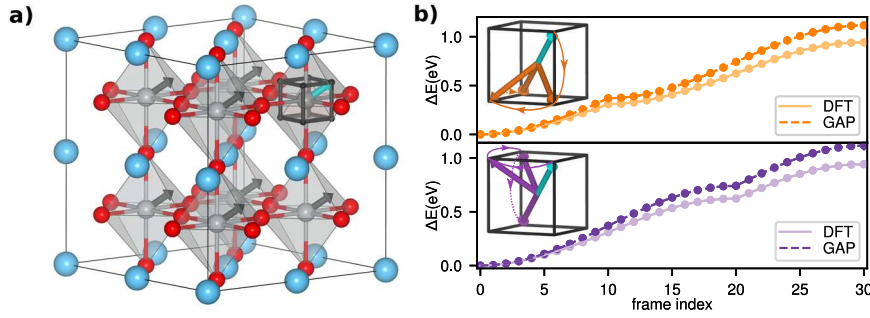 a)
b)
ΔE(eV)
1.0
0.5
0.0
DFT
GAP
ΔE(eV)
1.0
0.5
0.0
DFT
GAP
0 5 10 15 20 25 30
frame index